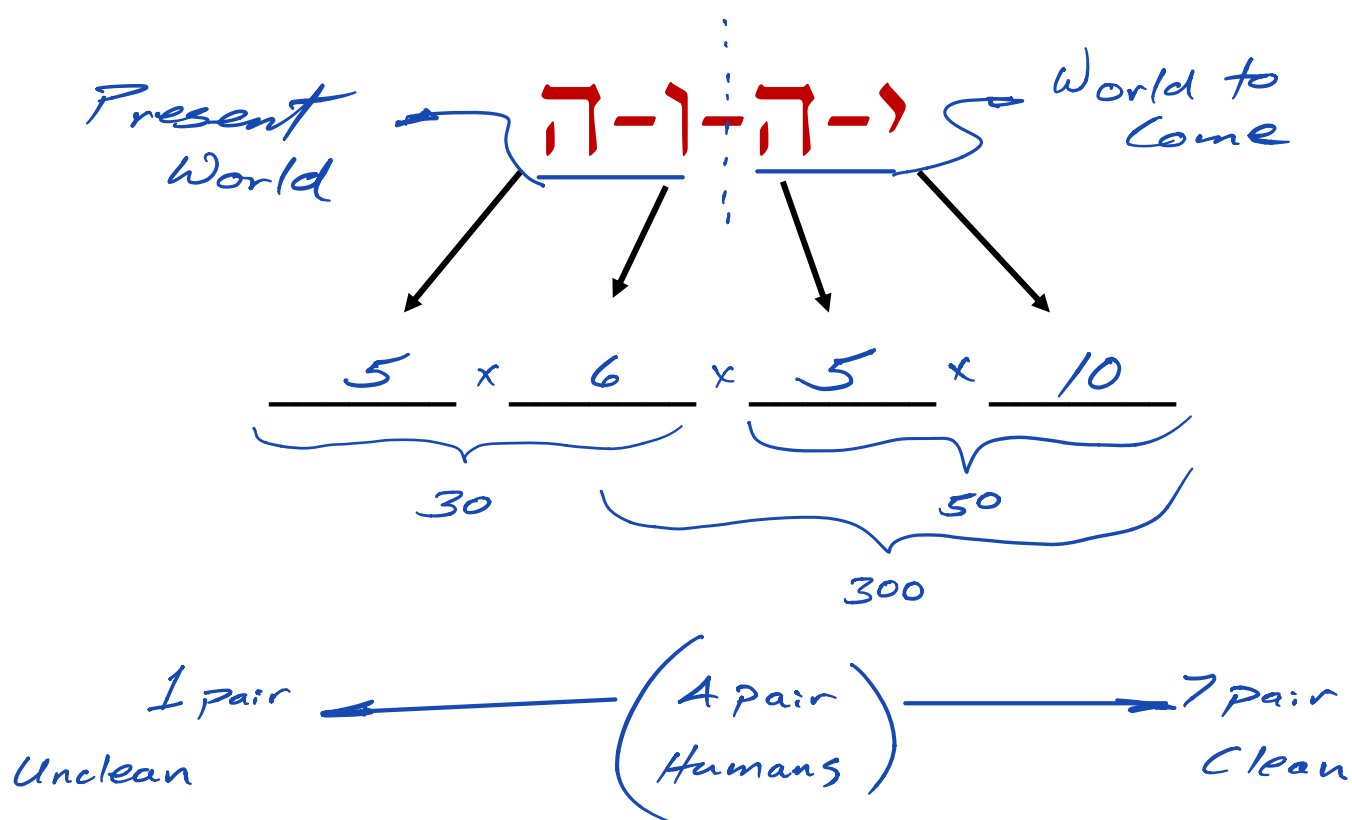 Present
World
י-ה-ו-ה
World to
Come
5 x 6 x 5 x 10
30
50
300
1 pair
Unclean
4 pair
Humans
7 pair
Clean